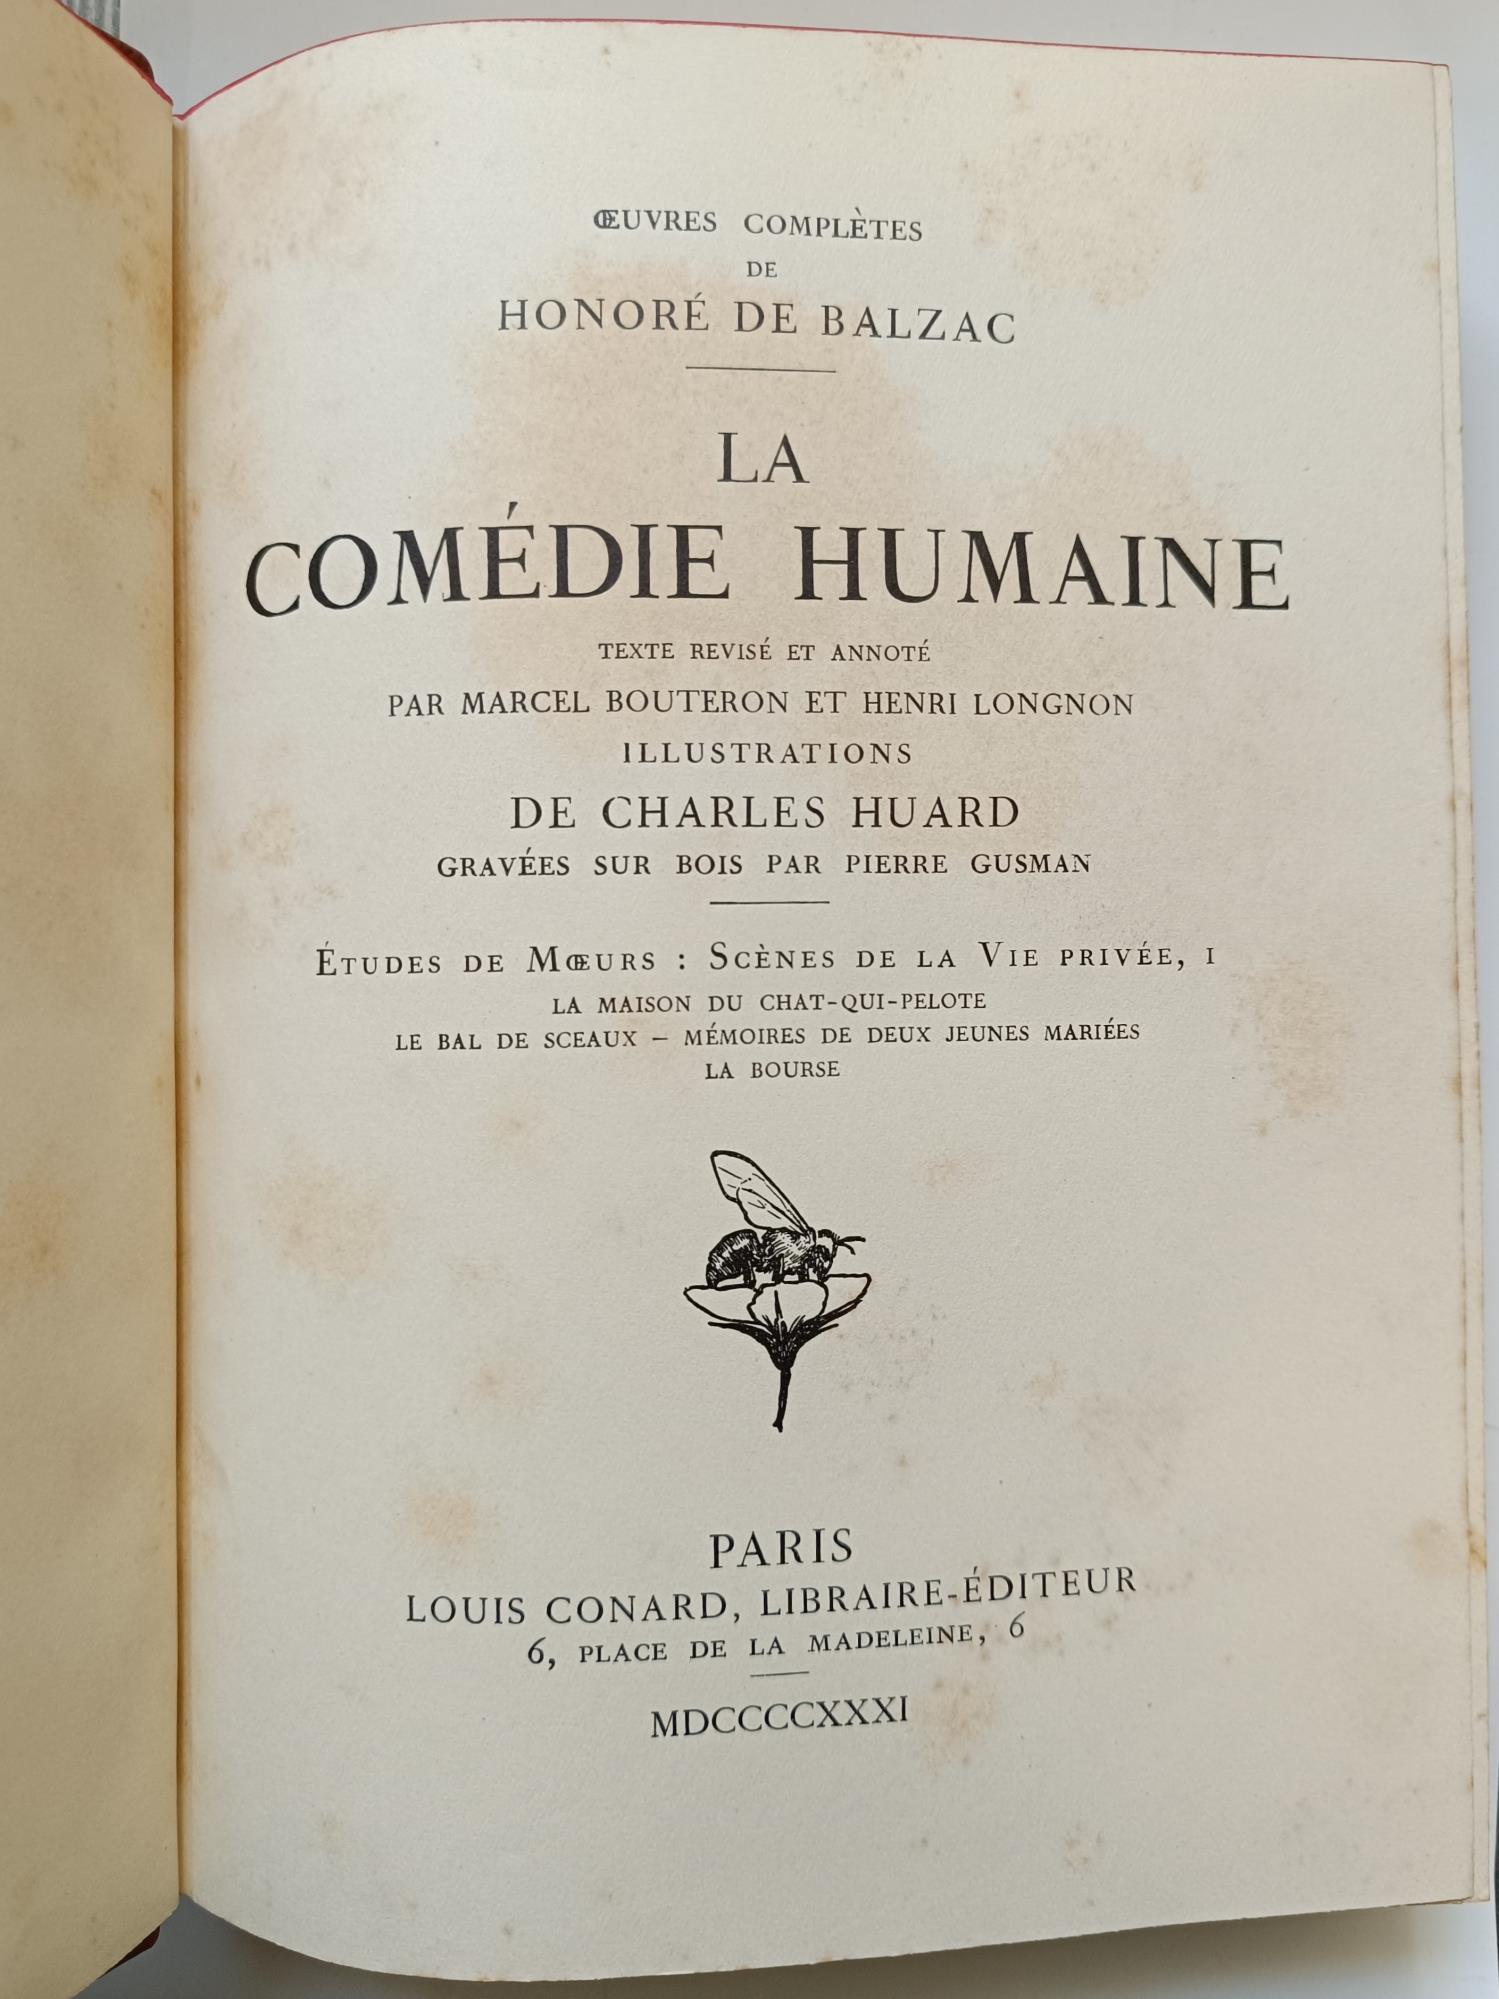 ŒUVRES COMPLÈTES
DE
HONORÉ DE BALZAC
LA
COMÉDIE HUMAINE
TEXTE REVISÉ ET ANNOTÉ
PAR MARCEL BOUTERON ET HENRI LONGNON
ILLUSTRATIONS
DE CHARLES HUARD
GRAVÉES SUR BOIS PAR PIERRE GUSMAN
ÉTUDES DE MŒURS : SCÈNES DE LA VIE PRIVÉE, I
LA MAISON DU CHAT-QUI-PELOTE
LE BAL DE SCEAUX – MÉMOIRES DE DEUX JEUNES MARIÉES
LA BOURSE
PARIS
LOUIS CONARD, LIBRAIRE-ÉDITEUR
6, PLACE DE LA MADELEINE, 6
MDCCCCXXXI